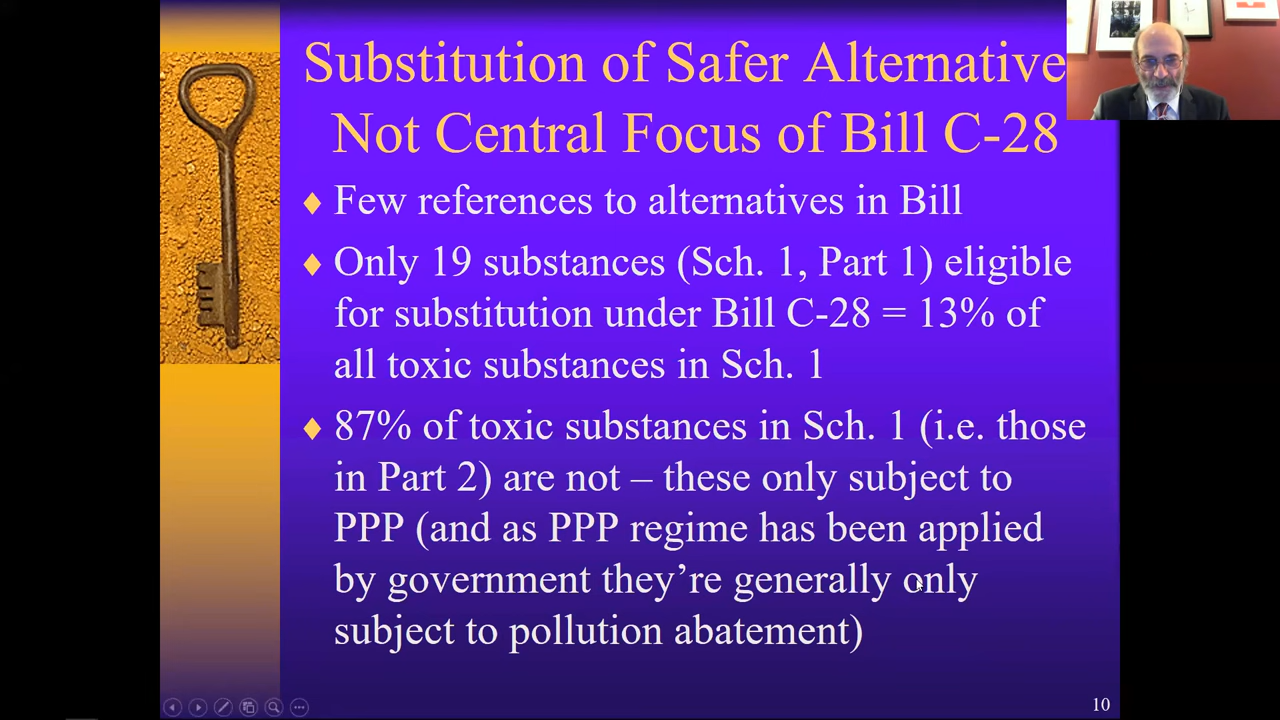 Substitution of Safer Alternative
Not Central Focus of Bill C-28
Few references to alternatives in Bill
Only 19 substances (Sch. 1, Part 1) eligible
for substitution under Bill C-28 = 13% of
all toxic substances in Sch. 1
87% of toxic substances in Sch. 1 (i.e. those
in Part 2) are not – these only subject to
PPP (and as PPP regime has been applied
by government they’re generally only
subject to pollution abatement)
10